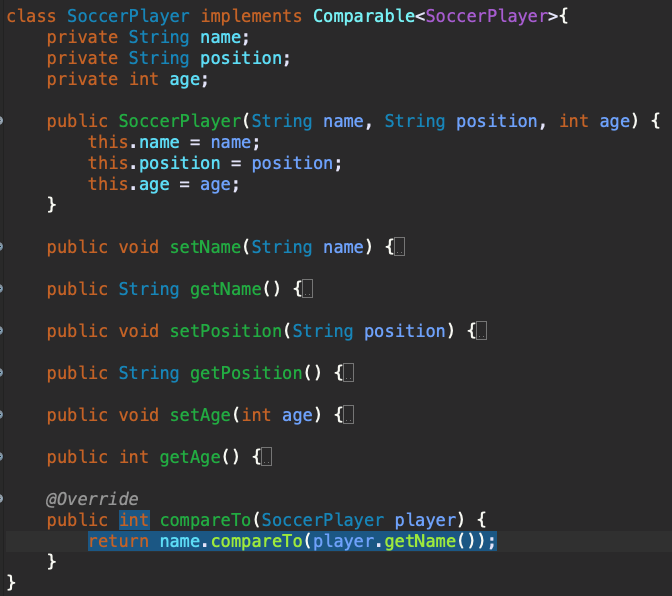 class SoccerPlayer implements Comparable<SoccerPlayer>{
    private String name;
    private String position;
    private int age;

    public SoccerPlayer(String name, String position, int age) {
        this.name = name;
        this.position = position;
        this.age = age;
    }

    public void setName(String name) {

    public String getName() {

    public void setPosition(String position) {

    public String getPosition() {

    public void setAge(int age) {

    public int getAge() {

    @Override
    public int compareTo(SoccerPlayer player) {
        return name.compareTo(player.getName());
    }
}